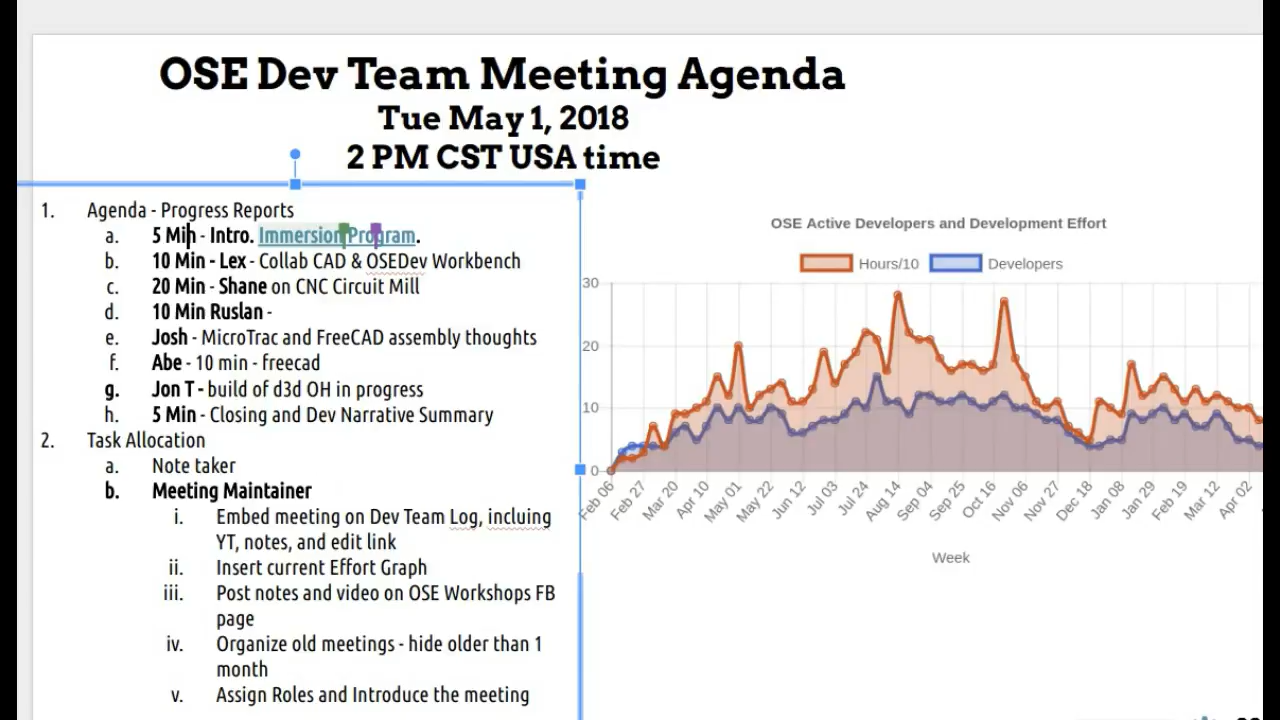 OSE Dev Team Meeting Agenda
Tue May 1, 2018
2 PM CST USA time
1. Agenda - Progress Reports
a. 5 Min - Intro. Immersion Program.
b. 10 Min - Lex - Collab CAD & OSEDev Workbench
c. 20 Min - Shane on CNC Circuit Mill
d. 10 Min Ruslan -
e. Josh - MicroTrac and FreeCAD assembly thoughts
f. Abe - 10 min - freecad
g. Jon T - build of d3d OH in progress
h. 5 Min - Closing and Dev Narrative Summary
2. Task Allocation
a. Note taker
b. Meeting Maintainer
i. Embed meeting on Dev Team Log, incluing
YT, notes, and edit link
ii. Insert current Effort Graph
iii. Post notes and video on OSE Workshops FB
page
iv. Organize old meetings - hide older than 1
month
v. Assign Roles and Introduce the meeting
OSE Active Developers and Development Effort
Hours/10 Developers
30
20
10
0
Feb 06 Feb 27 Mar 20 Apr 10 May 01 May 22 Jun 12 Jul 03 Jul 24 Aug 14 Sep 04 Sep 25 Oct 16 Nov 06 Nov 27 Dec 18 Jan 08 Jan 29 Feb 19 Mar 12 Apr 02
Week